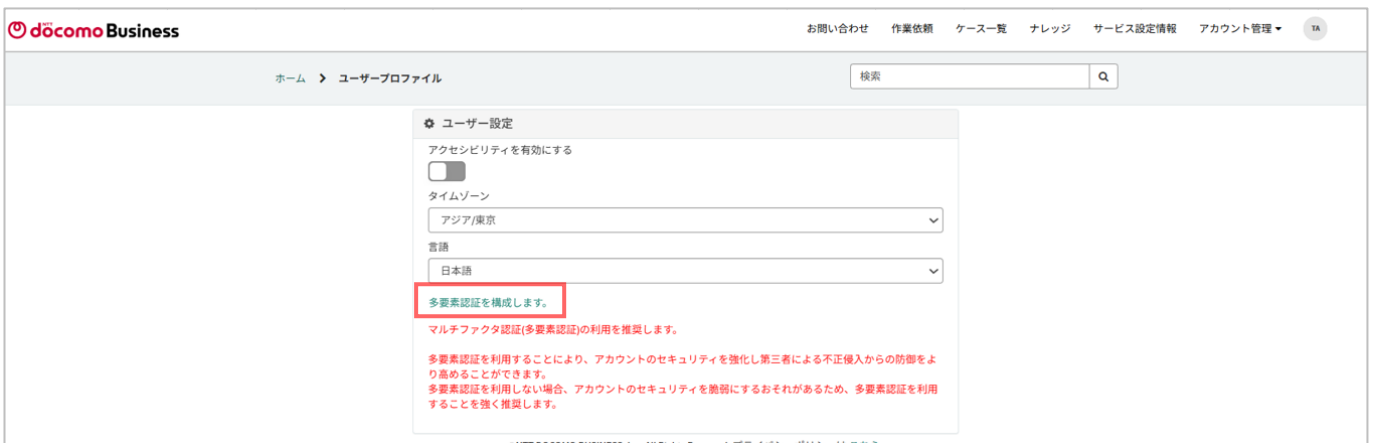 NTT
döcomo Business
お問い合わせ 作業依頼 ケース一覧 ナレッジ サービス設定情報 アカウント管理 TA
ホーム ユーザープロファイル 検索
ユーザー設定
アクセシビリティを有効にする
タイムゾーン
アジア/東京
言語
日本語
多要素認証を構成します。
マルチファクタ認証(多要素認証)の利用を推奨します。
多要素認証を利用することにより、アカウントのセキュリティを強化し第三者による不正侵入からの防御をよ
り高めることができます。
多要素認証を利用しない場合、アカウントのセキュリティを脆弱にするおそれがあるため、多要素認証を利用
することを強く推奨します。